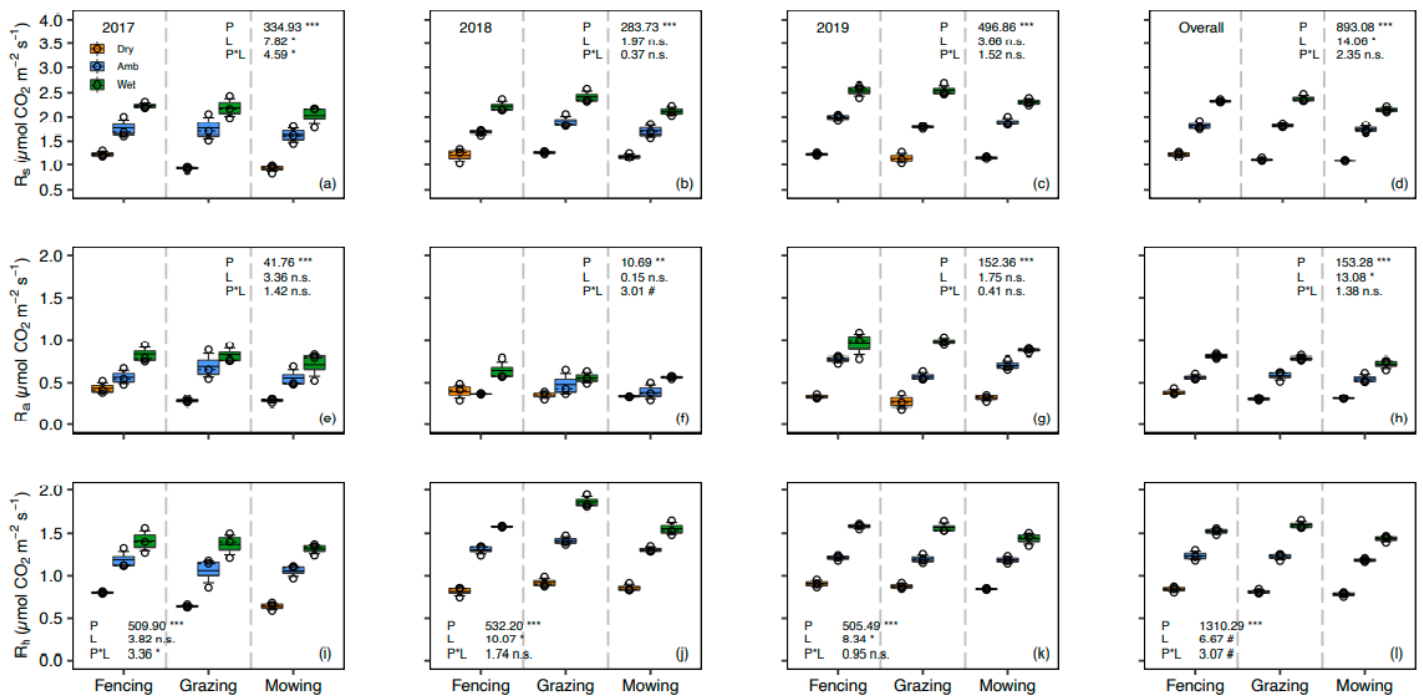 2017
P 334.93 ***
L 7.82 *
P*L 4.59 *
Dry
Amb
Wet
(a)
Rs (μmol CO2 m−2 s−1)
4.0
3.5
3.0
2.5
2.0
1.5
1.0
0.5
2018
P 283.73 ***
L 1.97 n.s.
P*L 0.37 n.s.
(b)
2019
P 496.86 ***
L 3.66 n.s.
P*L 1.52 n.s.
(c)
Overall
P 893.08 ***
L 14.06 *
P*L 2.35 n.s.
(d)
Ra (μmol CO2 m−2 s−1)
2.0
1.5
1.0
0.5
0.0
P 41.76 ***
L 3.36 n.s.
P*L 1.42 n.s.
(e)
P 10.69 **
L 0.15 n.s.
P*L 3.01 #
(f)
P 152.36 ***
L 1.75 n.s.
P*L 0.41 n.s.
(g)
P 153.28 ***
L 13.08 *
P*L 1.38 n.s.
(h)
Rh (μmol CO2 m−2 s−1)
2.0
1.5
1.0
0.5
0.0
P 509.90 ***
L 3.82 n.s.
P*L 3.36 *
(i)
P 532.20 ***
L 10.07 *
P*L 1.74 n.s.
(j)
P 505.49 ***
L 8.34 *
P*L 0.95 n.s.
(k)
P 1310.29 ***
L 6.67 #
P*L 3.07 #
(l)
Fencing Grazing Mowing
Fencing Grazing Mowing
Fencing Grazing Mowing
Fencing Grazing Mowing